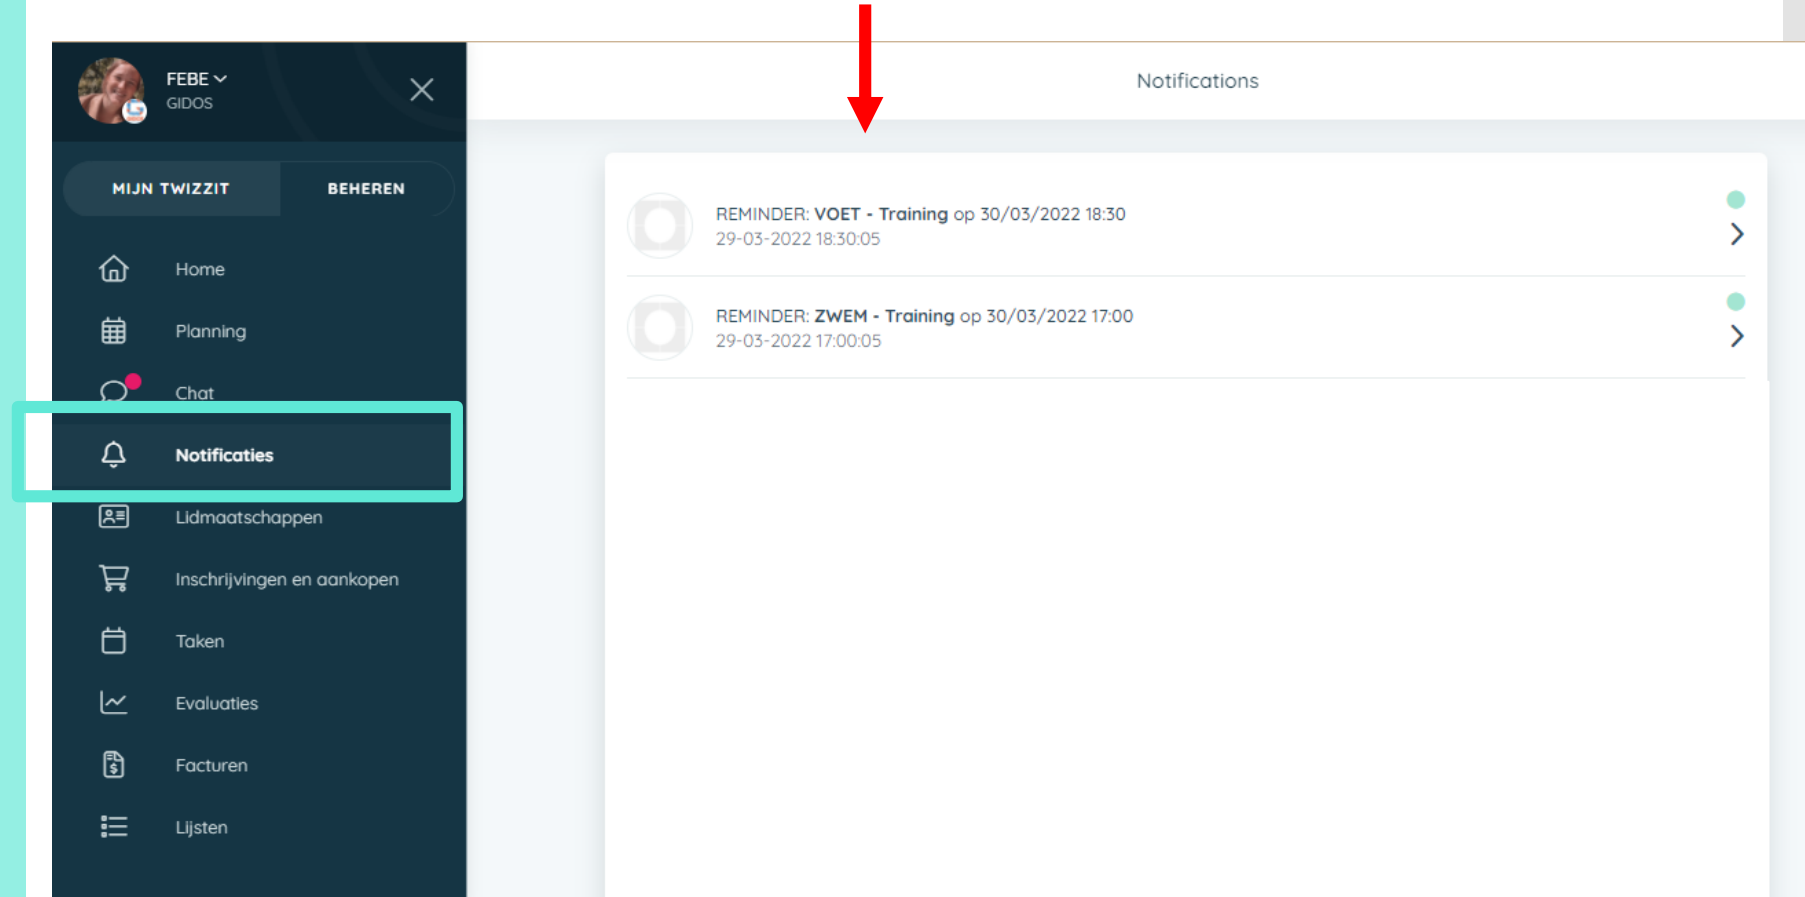 FEBE
GIDOS
MIJN TWIZZIT
BEHEREN
Home
Planning
Chat
Notificaties
Lidmaatschappen
Inschrijvingen en aankopen
Taken
Evaluaties
Facturen
Lijsten
Notifications
REMINDER: VOET - Training op 30/03/2022 18:30
29-03-2022 18:30:05
REMINDER: ZWEM - Training op 30/03/2022 17:00
29-03-2022 17:00:05